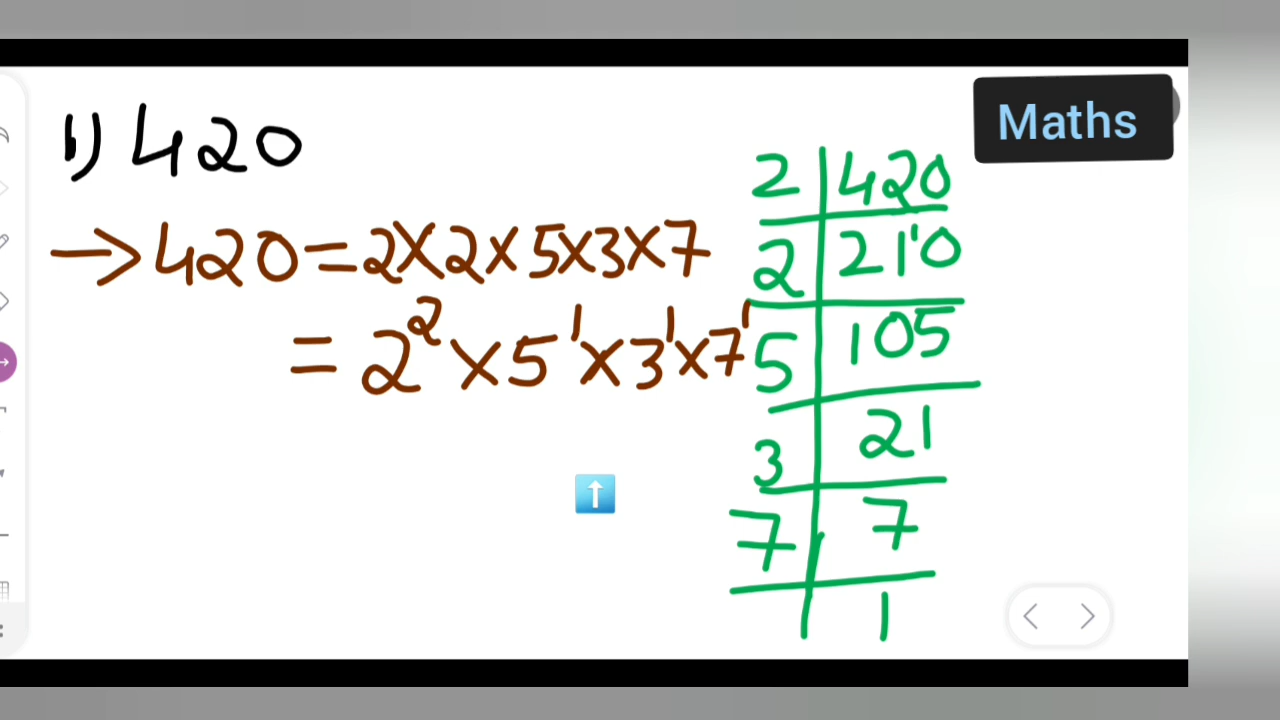 Maths
1) 420
→ 420 = 2×2×5×3×7
= 2² × 5¹ × 3¹ × 7¹
2 | 420
2 | 210
5 | 105
3 | 21
7 | 7
1